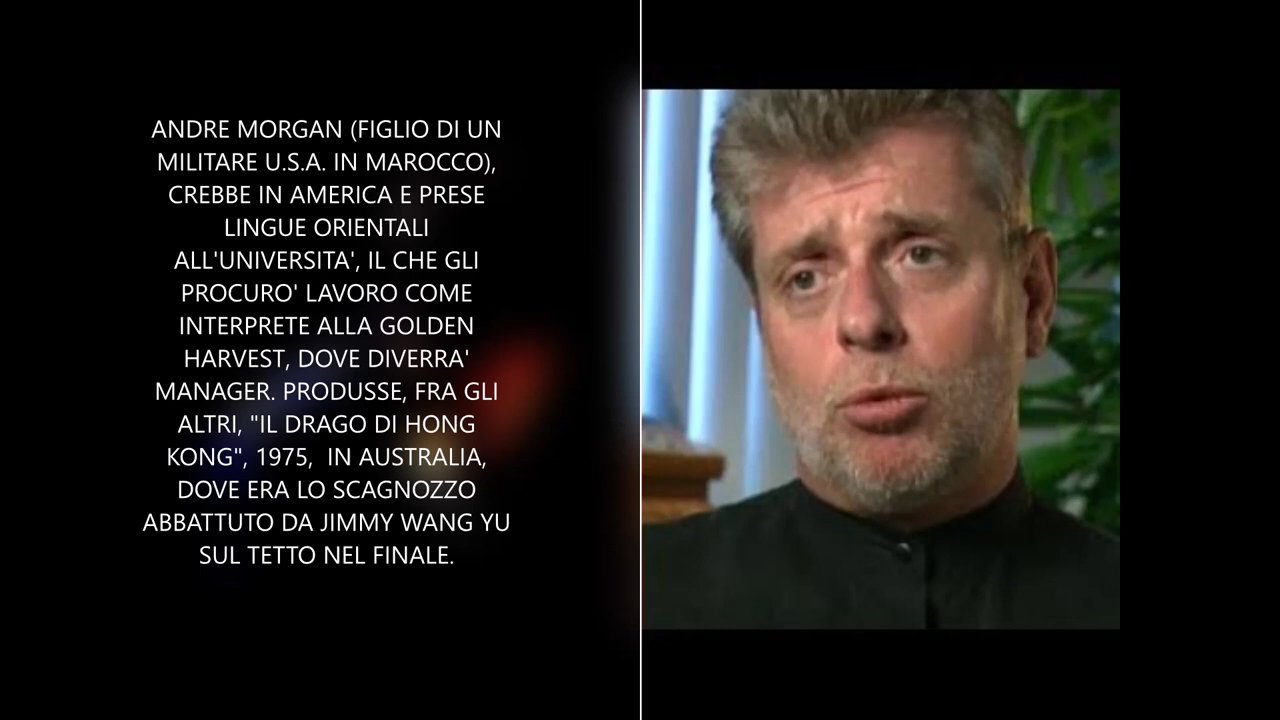 ANDRE MORGAN (FIGLIO DI UN
MILITARE U.S.A. IN MAROCCO),
CREBBE IN AMERICA E PRESE
LINGUE ORIENTALI
ALL'UNIVERSITA', IL CHE GLI
PROCURO' LAVORO COME
INTERPRETE ALLA GOLDEN
HARVEST, DOVE DIVERRA'
MANAGER. PRODUSSE, FRA GLI
ALTRI, "IL DRAGO DI HONG
KONG", 1975,  IN AUSTRALIA,
DOVE ERA LO SCAGNOZZO
ABBATTUTO DA JIMMY WANG YU
SUL TETTO NEL FINALE.